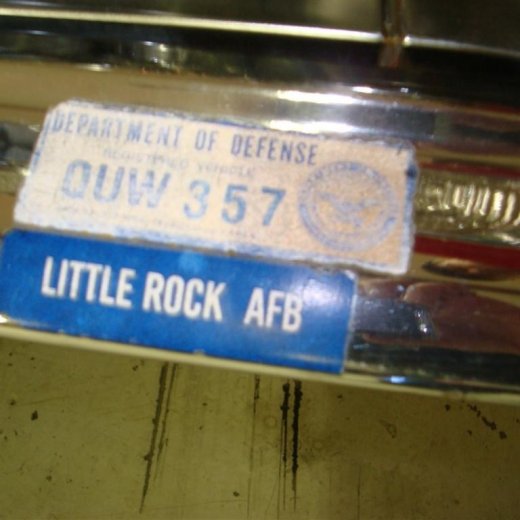 DEPARTMENT OF DEFENSE
REGISTERED VEHICLE
QUW 357
LITTLE ROCK AFB